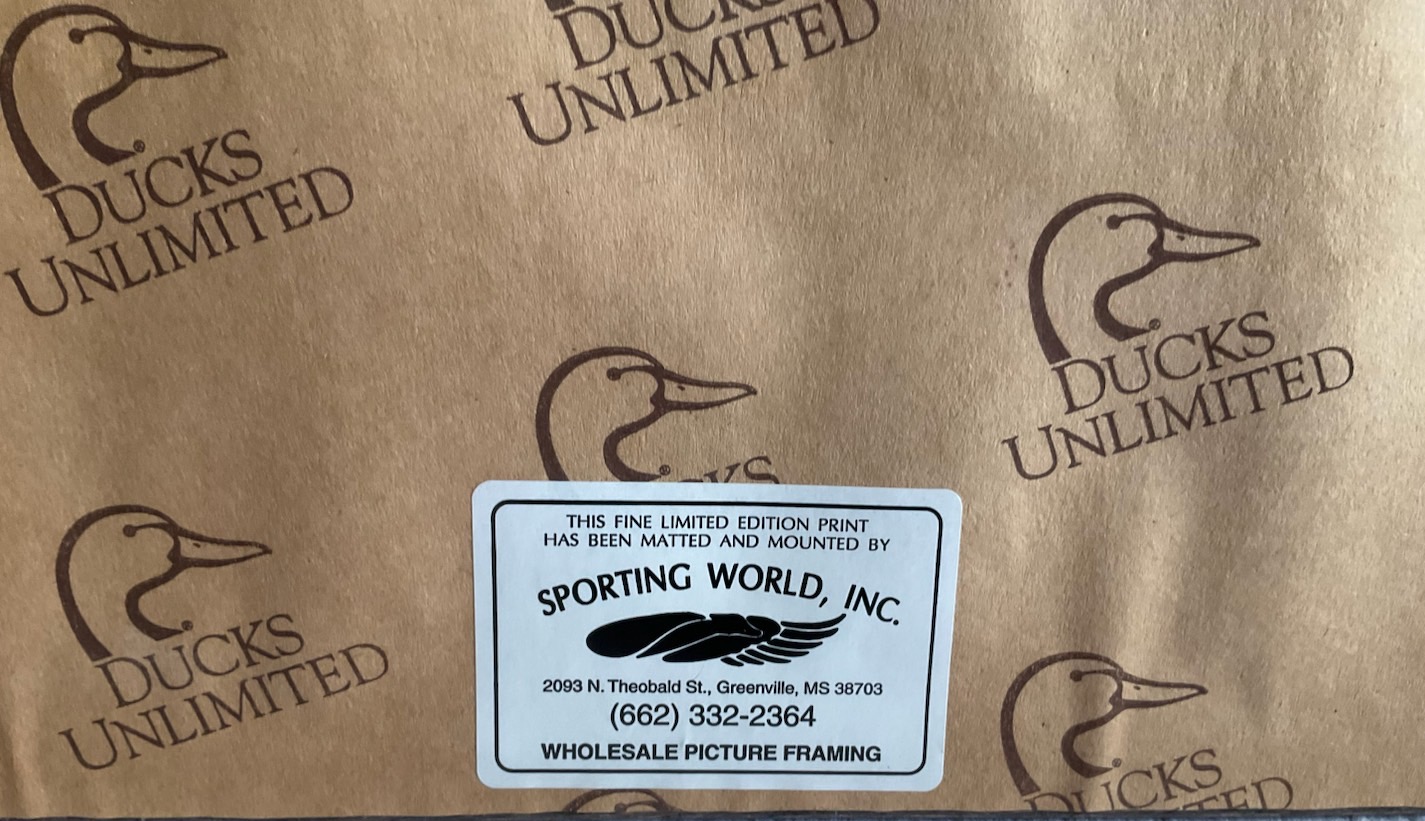 DUCKS
UNLIMITED
DUCKS
UNLIMITED
DUCKS
UNLIMITED
DUCKS
UNLIMITED
THIS FINE LIMITED EDITION PRINT
HAS BEEN MATTED AND MOUNTED BY
SPORTING WORLD, INC.
2093 N. Theobald St., Greenville, MS 38703
(662) 332-2364
WHOLESALE PICTURE FRAMING
DUCKS